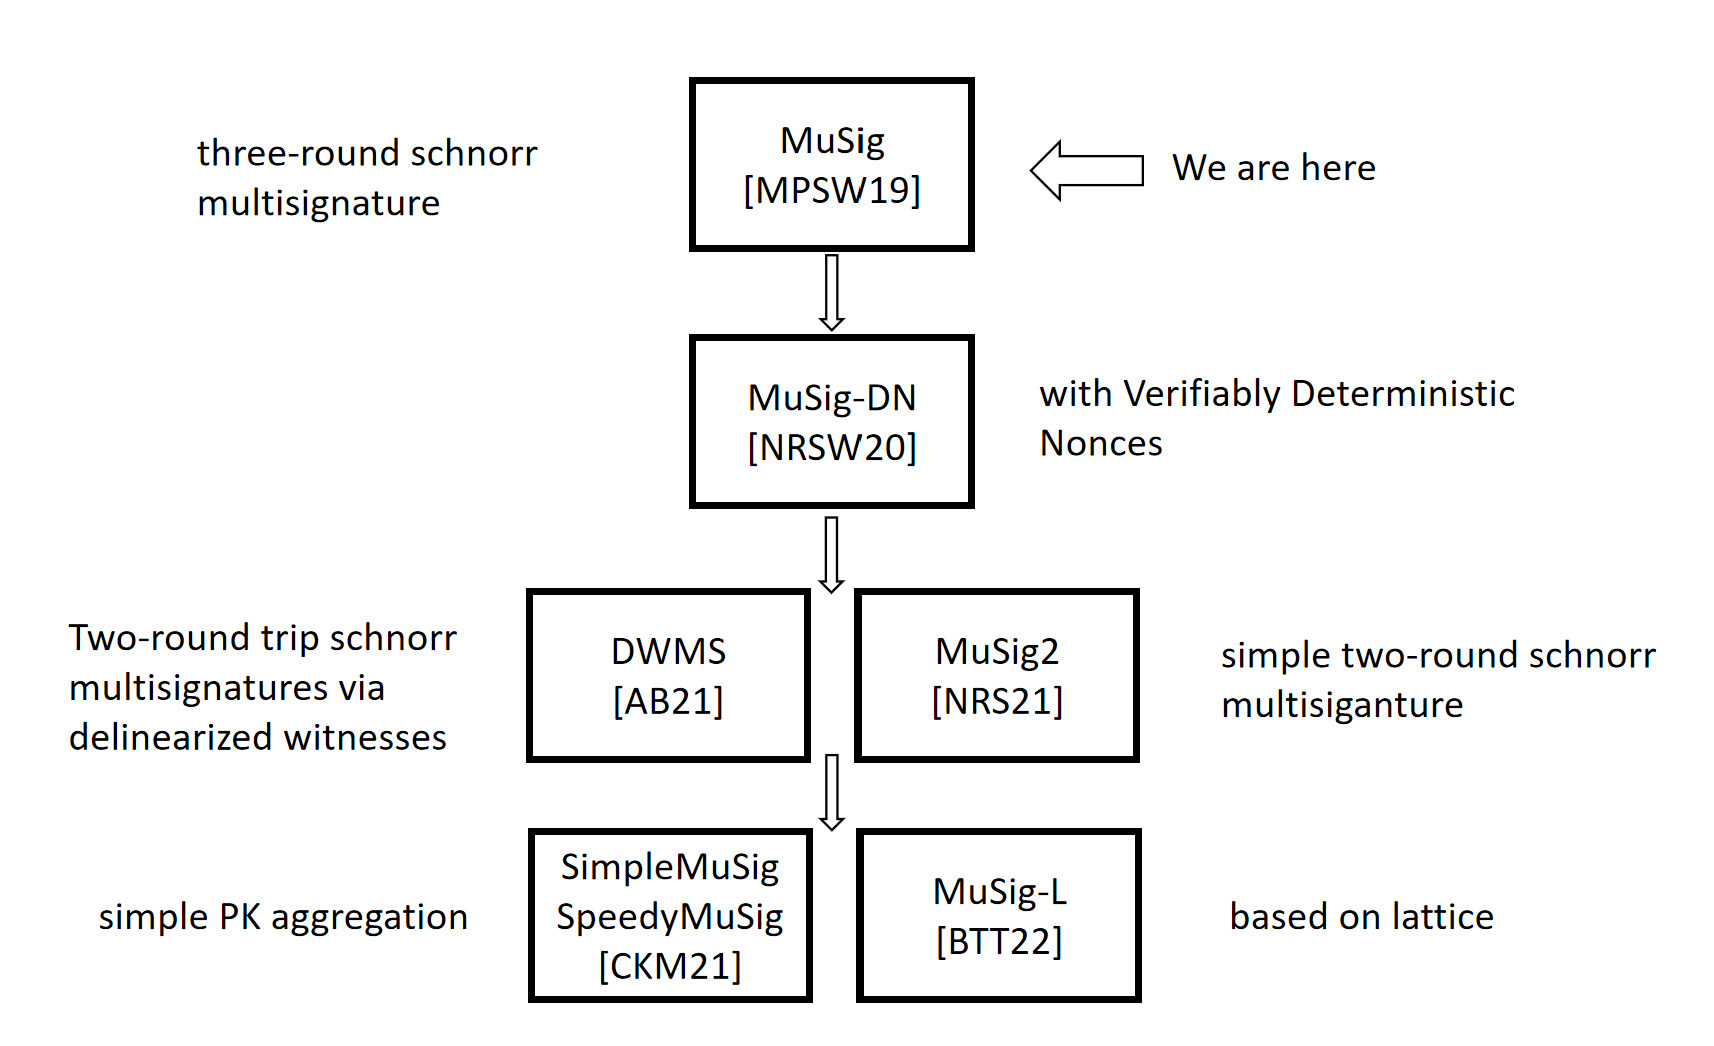 three-round schnorr
multisignature
MuSig
[MPSW19]
We are here
MuSig-DN
[NRSW20]
with Verifiably Deterministic
Nonces
Two-round trip schnorr
multisignatures via
delinearized witnesses
DWMS
[AB21]
MuSig2
[NRS21]
simple two-round schnorr
multisiganture
simple PK aggregation
SimpleMuSig
SpeedyMuSig
[CKM21]
MuSig-L
[BTT22]
based on lattice